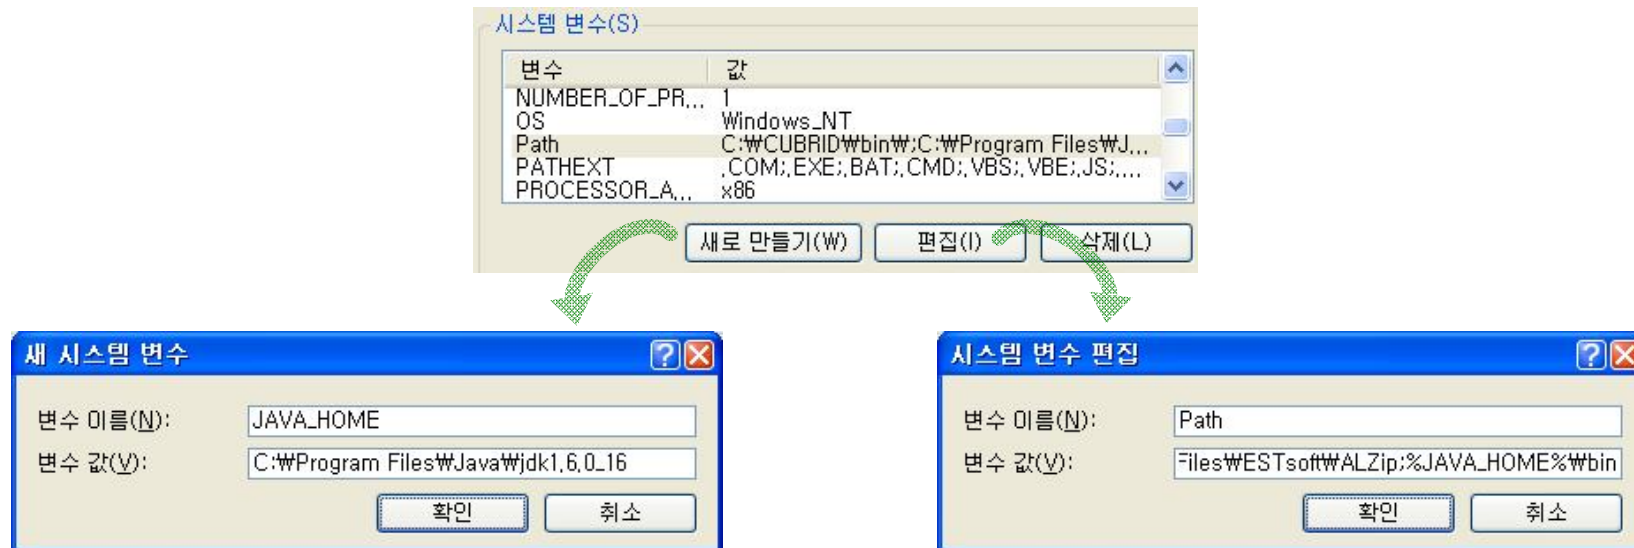 시스템 변수(S)
변수 값
NUMBER_OF_PR... 1
OS Windows_NT
Path C:₩CUBRID₩bin₩;C:₩Program Files₩J...
PATHEXT .COM;.EXE;.BAT;.CMD;.VBS;.VBE;.JS;....
PROCESSOR_A... x86
새로 만들기(W) 편집(I) 삭제(L)
새 시스템 변수
변수 이름(N): JAVA_HOME
변수 값(V): C:₩Program Files₩Java₩jdk1.6.0_16
확인 취소
시스템 변수 편집
변수 이름(N): Path
변수 값(V): Files₩ESTsoft₩ALZip;%JAVA_HOME%₩bin
확인 취소